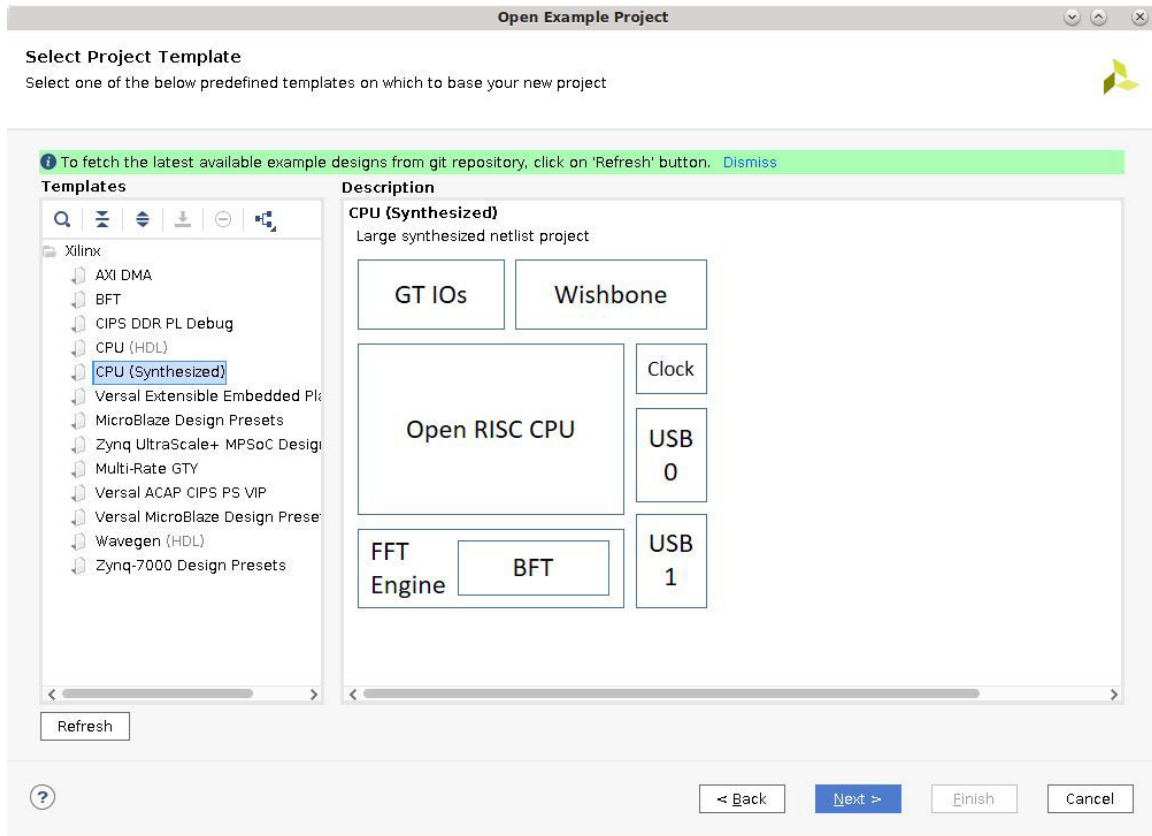 Open Example Project
Select Project Template
Select one of the below predefined templates on which to base your new project
To fetch the latest available example designs from git repository, click on 'Refresh' button. Dismiss
Templates
Xilinx
AXI DMA
BFT
CIPS DDR PL Debug
CPU (HDL)
CPU (Synthesized)
Versal Extensible Embedded Pla
MicroBlaze Design Presets
Zynq UltraScale+ MPSoC Desig
Multi-Rate GTY
Versal ACAP CIPS PS VIP
Versal MicroBlaze Design Prese
Wavegen (HDL)
Zynq-7000 Design Presets
Description
CPU (Synthesized)
Large synthesized netlist project
GT IOs
Wishbone
Open RISC CPU
Clock
USB
0
FFT
Engine
BFT
USB
1
Refresh
?
< Back
Next >
Finish
Cancel